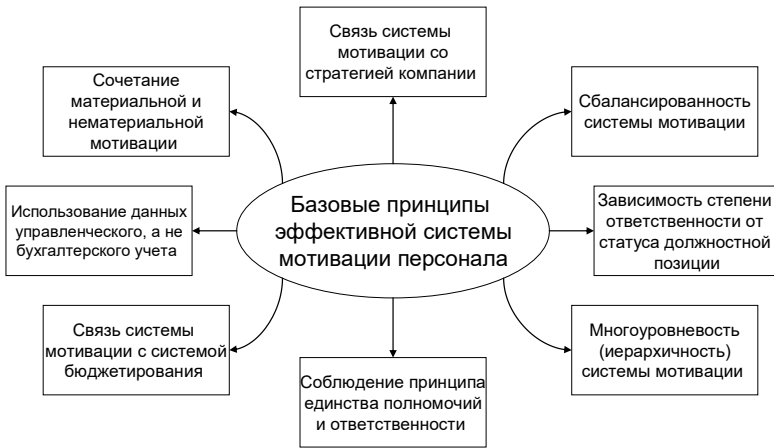 Связь системы
мотивации со
стратегией компании
Сочетание
материальной и
нематериальной
мотивации
Сбалансированность
системы мотивации
Использование данных
управленческого, а не
бухгалтерского учета
Базовые принципы
эффективной системы
мотивации персонала
Зависимость степени
ответственности от
статуса должностной
позиции
Связь системы
мотивации с системой
бюджетирования
Многоуровневость
(иерархичность)
системы мотивации
Соблюдение принципа
единства полномочий
и ответственности